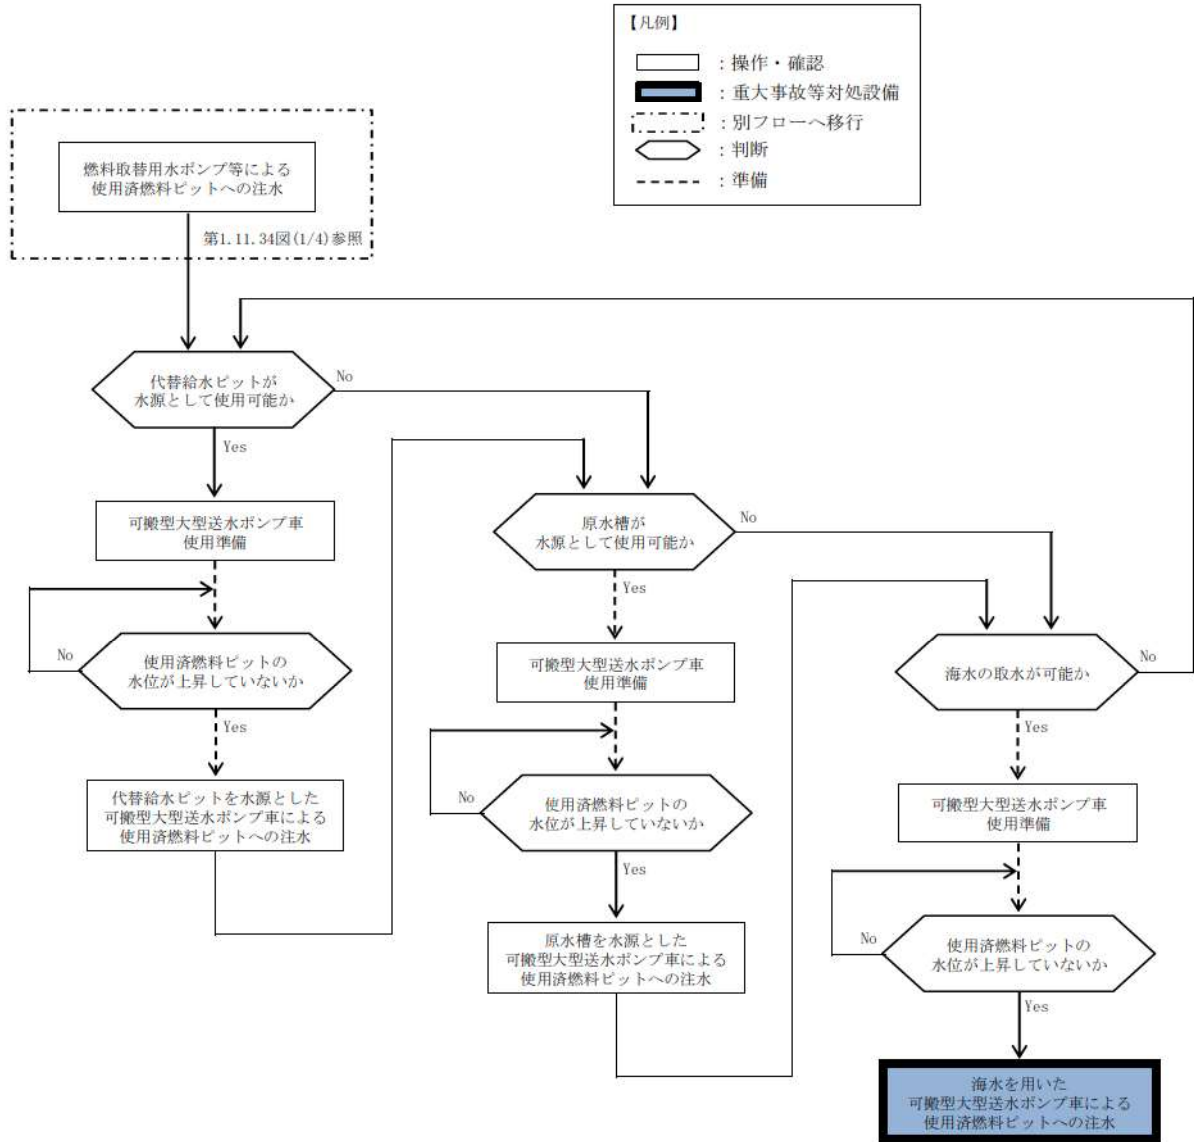 【凡例】
：操作・確認
：重大事故等対処設備
：別フローへ移行
：判断
：準備
燃料取替用水ポンプ等による
使用済燃料ピットへの注水
第1.11.34図(1/4)参照
代替給水ピットが
水源として使用可能か
No
Yes
可搬型大型送水ポンプ車
使用準備
使用済燃料ピットの
水位が上昇していないか
No
Yes
代替給水ピットを水源とした
可搬型大型送水ポンプ車による
使用済燃料ピットへの注水
原水槽が
水源として使用可能か
No
Yes
可搬型大型送水ポンプ車
使用準備
使用済燃料ピットの
水位が上昇していないか
No
Yes
原水槽を水源とした
可搬型大型送水ポンプ車による
使用済燃料ピットへの注水
海水の取水が可能か
No
Yes
可搬型大型送水ポンプ車
使用準備
使用済燃料ピットの
水位が上昇していないか
No
Yes
海水を用いた
可搬型大型送水ポンプ車による
使用済燃料ピットへの注水